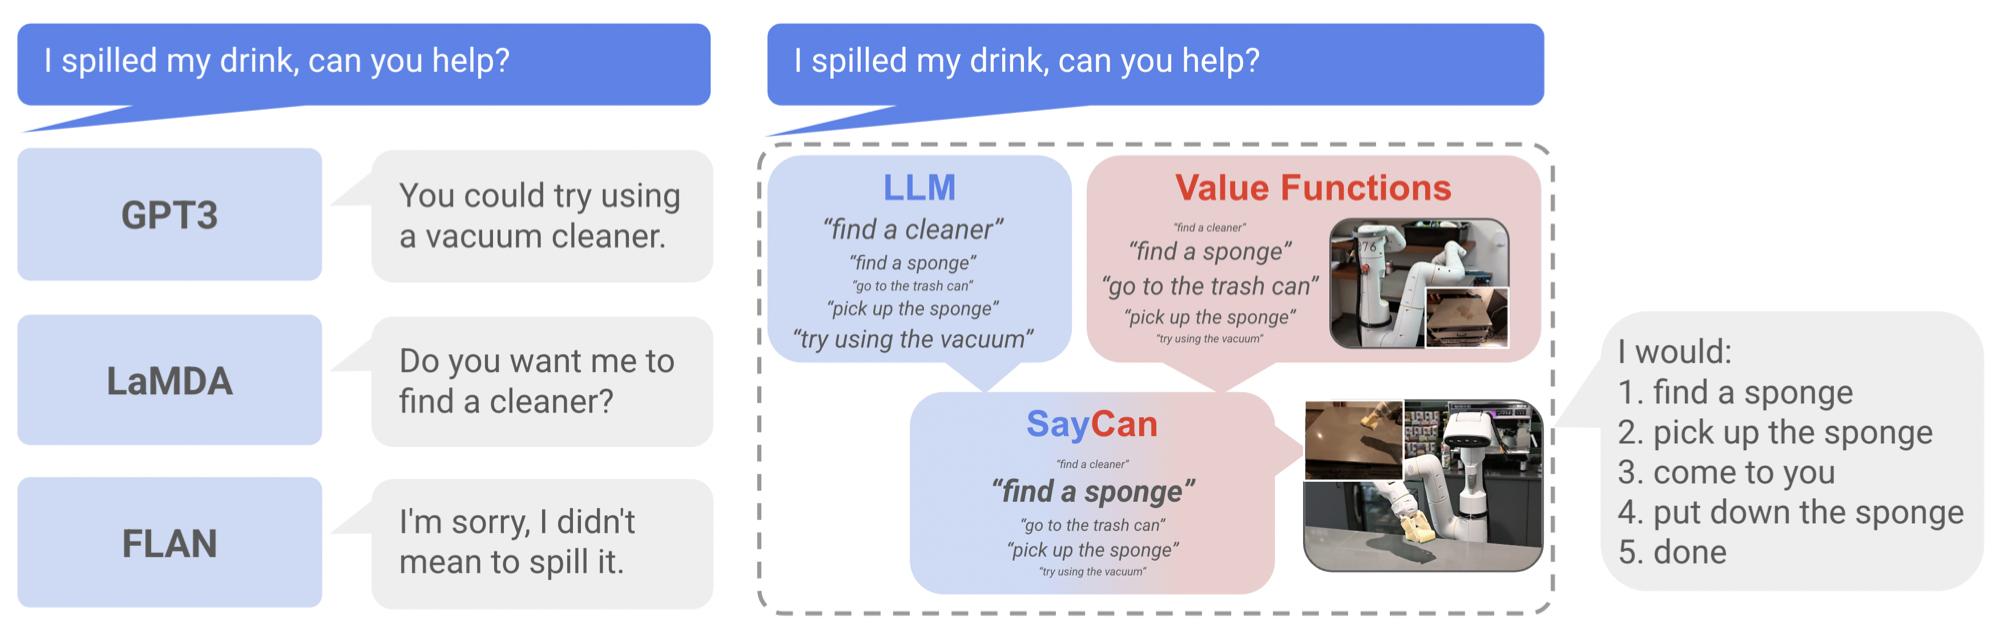 I spilled my drink, can you help?
GPT3
You could try using
a vacuum cleaner.
LaMDA
Do you want me to
find a cleaner?
FLAN
I'm sorry, I didn't
mean to spill it.
I spilled my drink, can you help?
LLM
“find a cleaner”
“find a sponge”
“go to the trash can”
“pick up the sponge”
“try using the vacuum”
Value Functions
“find a cleaner”
“find a sponge”
“go to the trash can”
“pick up the sponge”
“try using the vacuum”
76
SayCan
“find a cleaner”
“find a sponge”
“go to the trash can”
“pick up the sponge”
“try using the vacuum”
I would:
1. find a sponge
2. pick up the sponge
3. come to you
4. put down the sponge
5. done